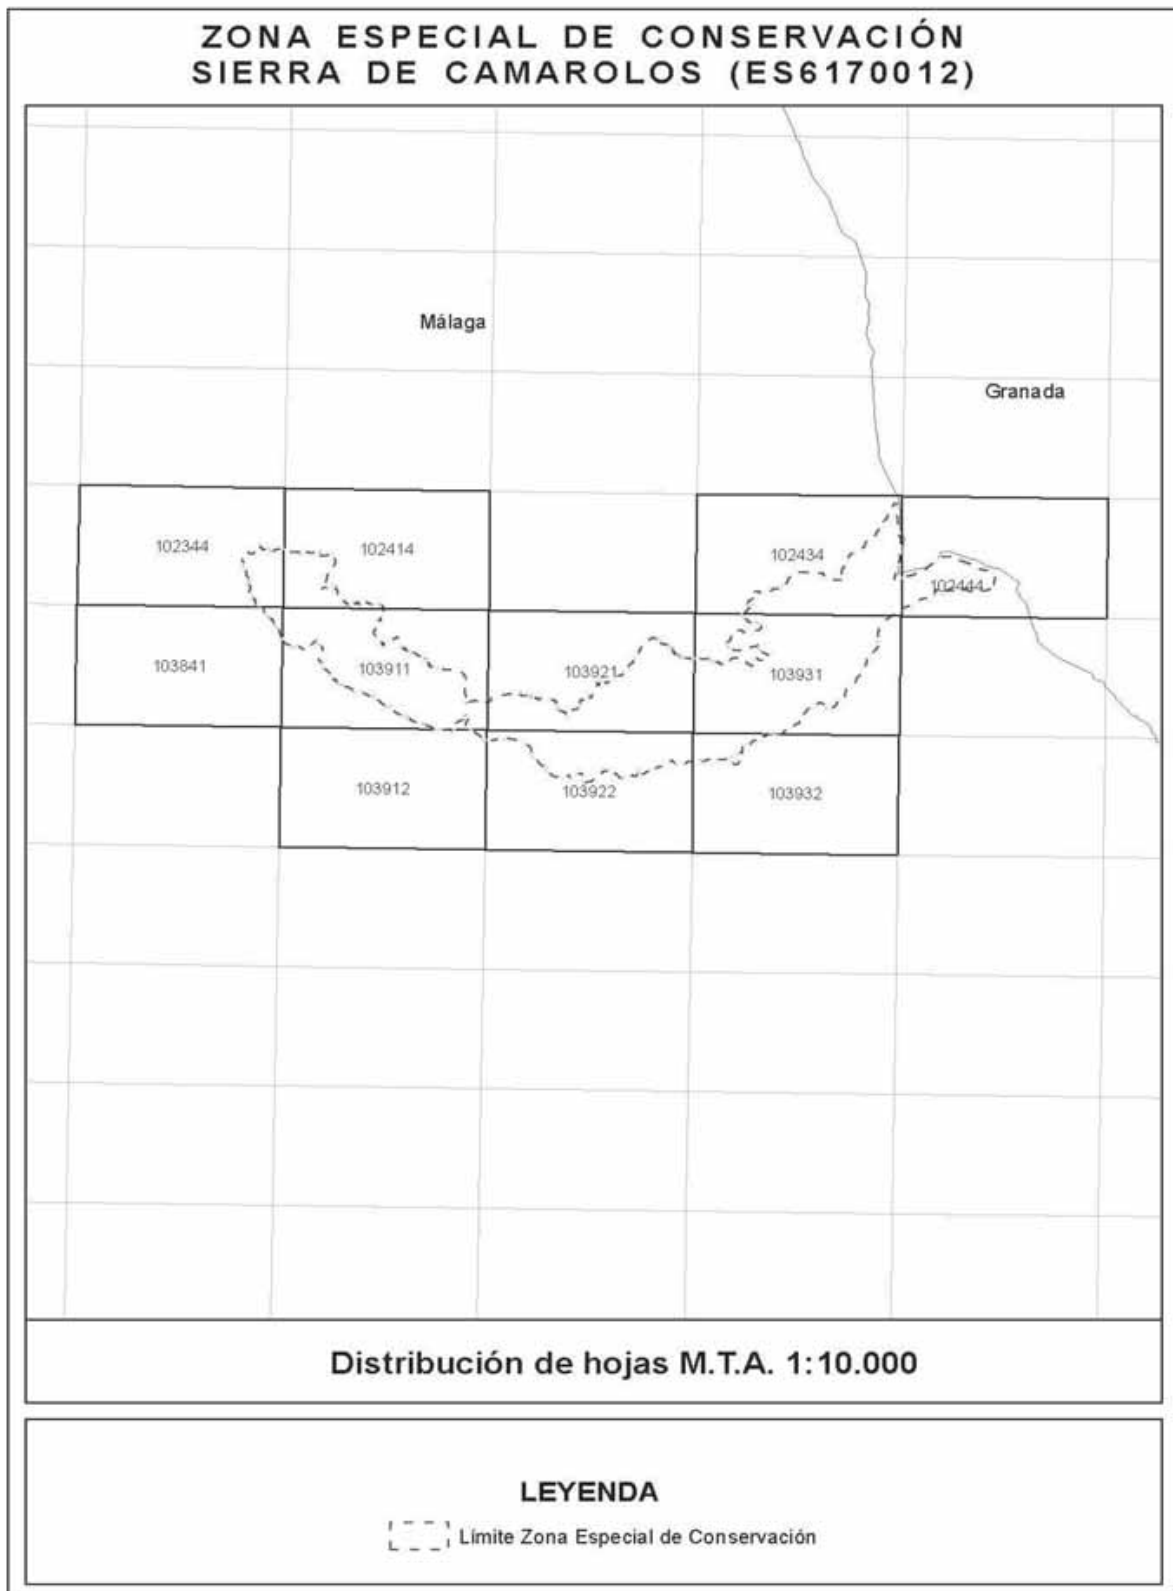 ZONA ESPECIAL DE CONSERVACIÓN
SIERRA DE CAMAROLOS (ES6170012)
Málaga
Granada
102344
102414
102434
102444
103841
103911
103921
103931
103912
103922
103932
Distribución de hojas M.T.A. 1:10.000
LEYENDA
Límite Zona Especial de Conservación